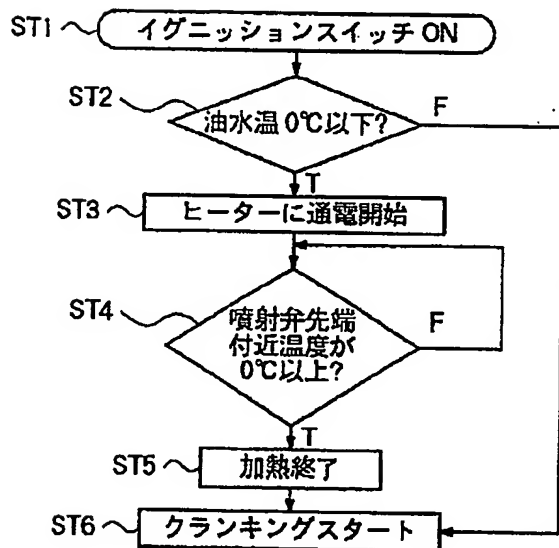 ST1 イグニッションスイッチ ON
ST2 油水温 0℃以下? F
T
ST3 ヒーターに通電開始
ST4 噴射弁先端
付近温度が F
0℃以上?
T
ST5 加熱終了
ST6 クランキングスタート